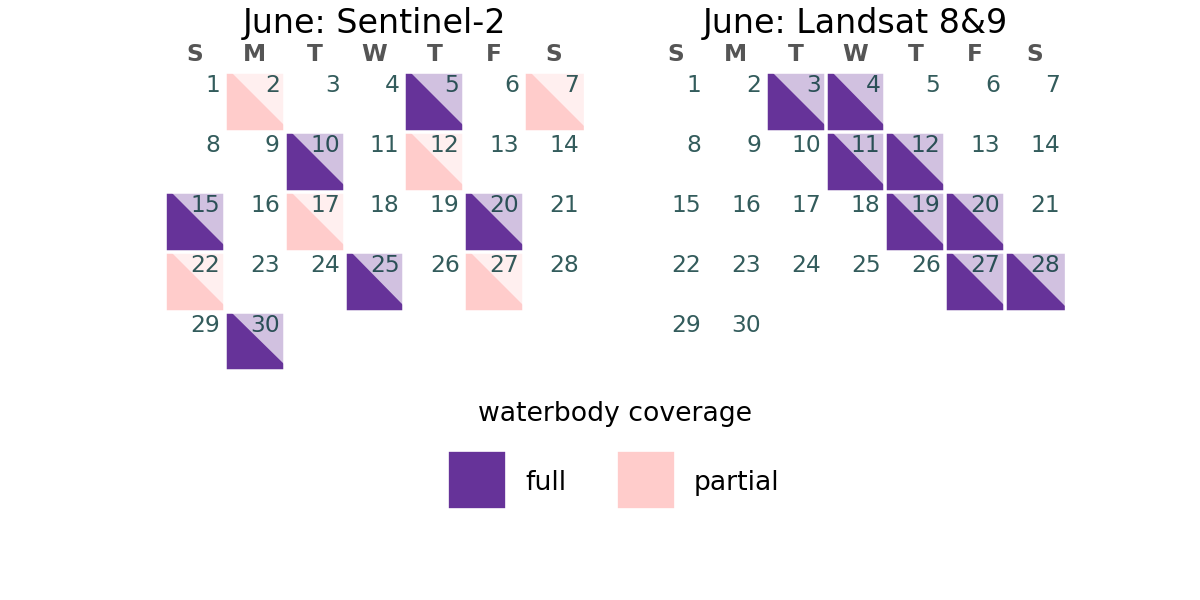 June: Sentinel-2
S M T W T F S
1 2 3 4 5 6 7
8 9 10 11 12 13 14
15 16 17 18 19 20 21
22 23 24 25 26 27 28
29 30
June: Landsat 8&9
S M T W T F S
1 2 3 4 5 6 7
8 9 10 11 12 13 14
15 16 17 18 19 20 21
22 23 24 25 26 27 28
29 30
waterbody coverage
full partial